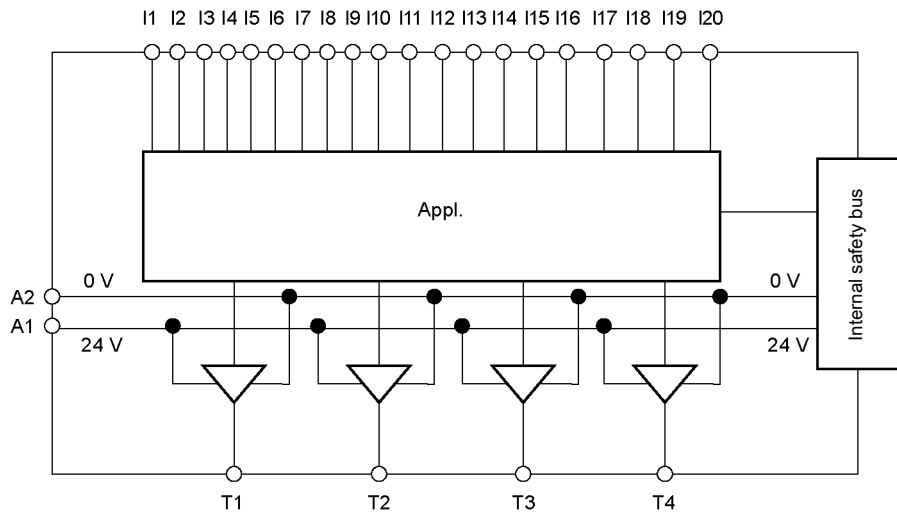 I1 I2 I3 I4 I5 I6 I7 I8 I9 I10 I11 I12 I13 I14 I15 I16 I17 I18 I19 I20
Appl.
Internal safety bus
A2 0 V 0 V
A1 24 V 24 V
T1 T2 T3 T4